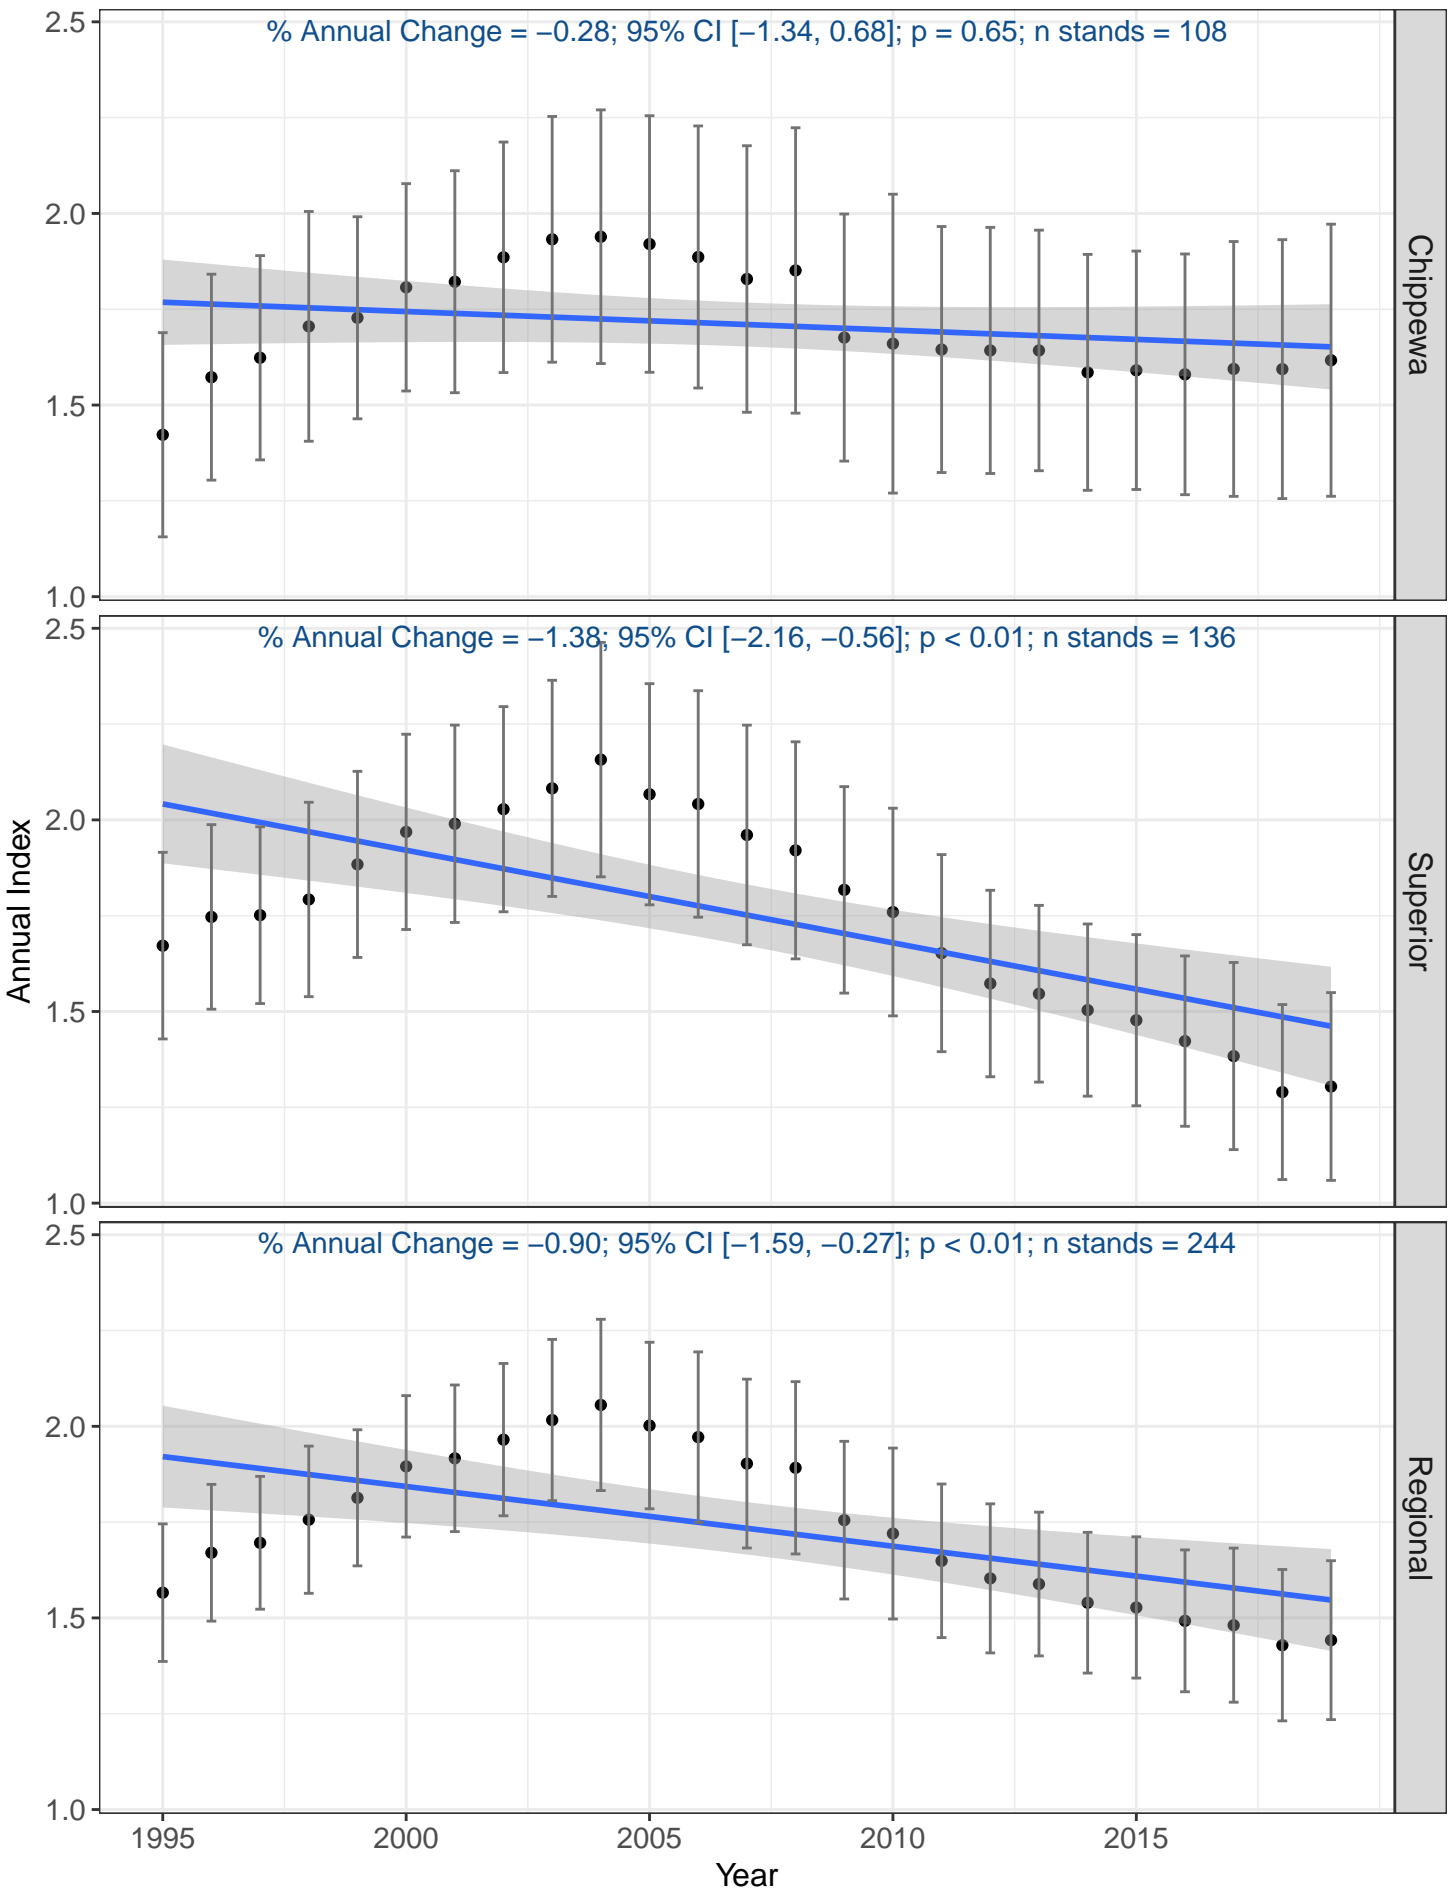 % Annual Change = −0.28; 95% CI [−1.34, 0.68]; p = 0.65; n stands = 108
2.5
2.0
1.5
1.0
Chippewa
% Annual Change = −1.38; 95% CI [−2.16, −0.56]; p < 0.01; n stands = 136
2.5
2.0
1.5
1.0
Superior
Annual Index
% Annual Change = −0.90; 95% CI [−1.59, −0.27]; p < 0.01; n stands = 244
2.5
2.0
1.5
1.0
Regional
1995 2000 2005 2010 2015
Year